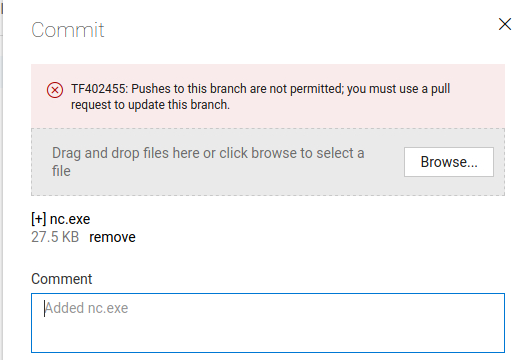 Commit
TF402455: Pushes to this branch are not permitted; you must use a pull
request to update this branch.
Drag and drop files here or click browse to select a
file
Browse...
[+] nc.exe
27.5 KB remove
Comment
Added nc.exe